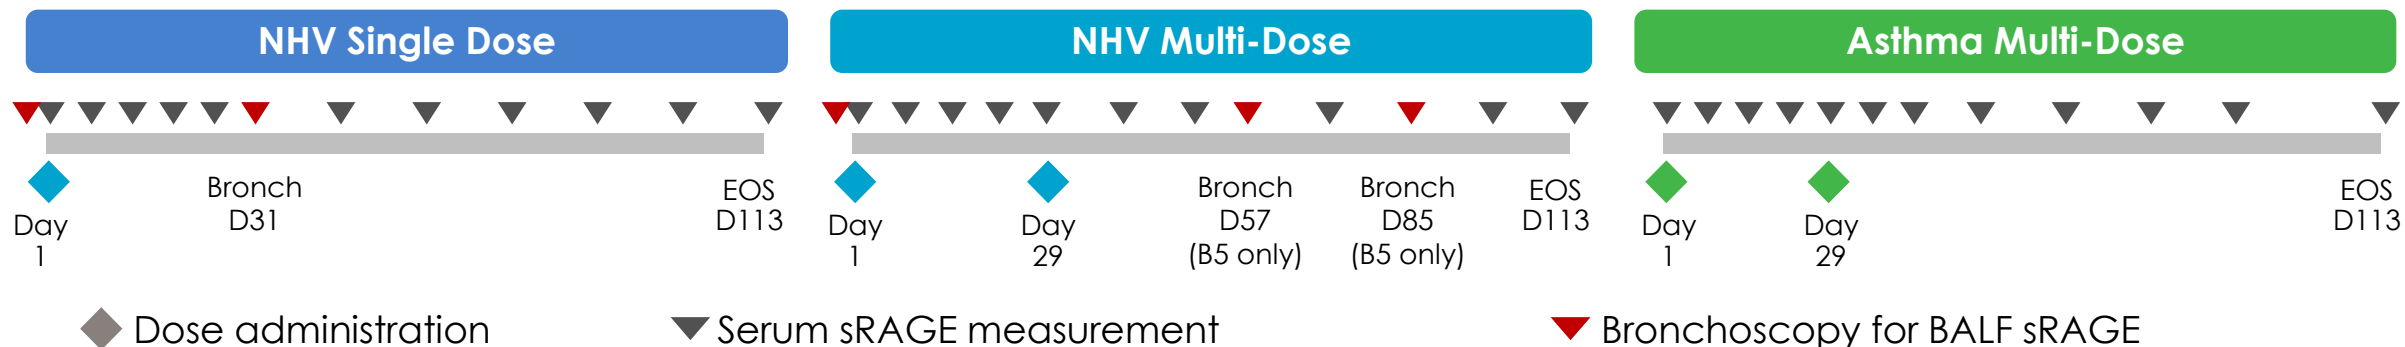 NHV Single Dose
Day
1
Bronch
D31
EOS
D113
NHV Multi-Dose
Day
1
Day
29
Bronch
D57
(B5 only)
Bronch
D85
(B5 only)
EOS
D113
Asthma Multi-Dose
Day
1
Day
29
EOS
D113
Dose administration
Serum sRAGE measurement
Bronchoscopy for BALF sRAGE